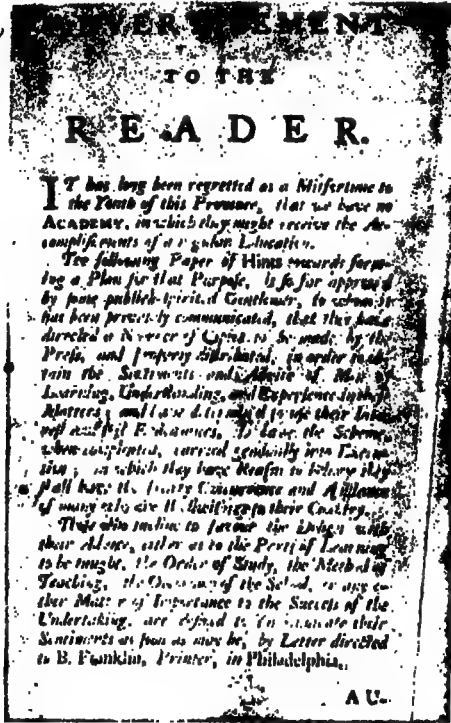 ADVERTISEMENT
TO THE
READER.
IT has long been regretted as a Misfortune to
the Youth of this Province, that we have no
ACADEMY, in which they might receive the Ac-
complishments of a regular Education.
The following Paper of Hints towards form-
ing a Plan for that Purpose, is so far approv'd
by some publick-spirited Gentlemen, to whom it
has been privately communicated, that they have
directed a Number of Copies to be made by the
Press, and properly distributed, in order to ob-
tain the Sentiments and Advice of Men of
Learning, Understanding, and Experience in these
Matters; and have determin'd to use their
and best Endeavours, to have the Scheme,
when compleated, carried gradually into Execu-
tion; in which they have Reason to believe they
shall have the hearty Concurrence and Assistance
of many who are Wellwishers to their Country.
Those who incline to favour the Design with
their Advice, either as to the Parts of Learning
to be taught, the Order of Study, the Method of
Teaching, the Oeconomy of the School, or any o-
ther Matter of Importance to the Success of the
Undertaking, are desired to communicate their
Sentiments as soon as may be, by Letter directed
to B. Franklin, Printer, in Philadelphia.
AU-